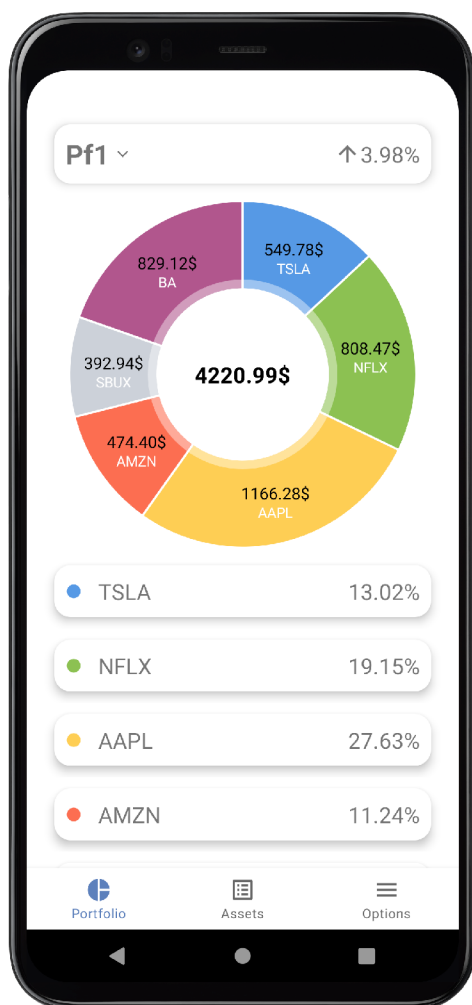 Pf1
3.98%
549.78$
TSLA
829.12$
BA
808.47$
NFLX
392.94$
SBUX
4220.99$
474.40$
AMZN
1166.28$
AAPL
TSLA 13.02%
NFLX 19.15%
AAPL 27.63%
AMZN 11.24%
Portfolio Assets Options